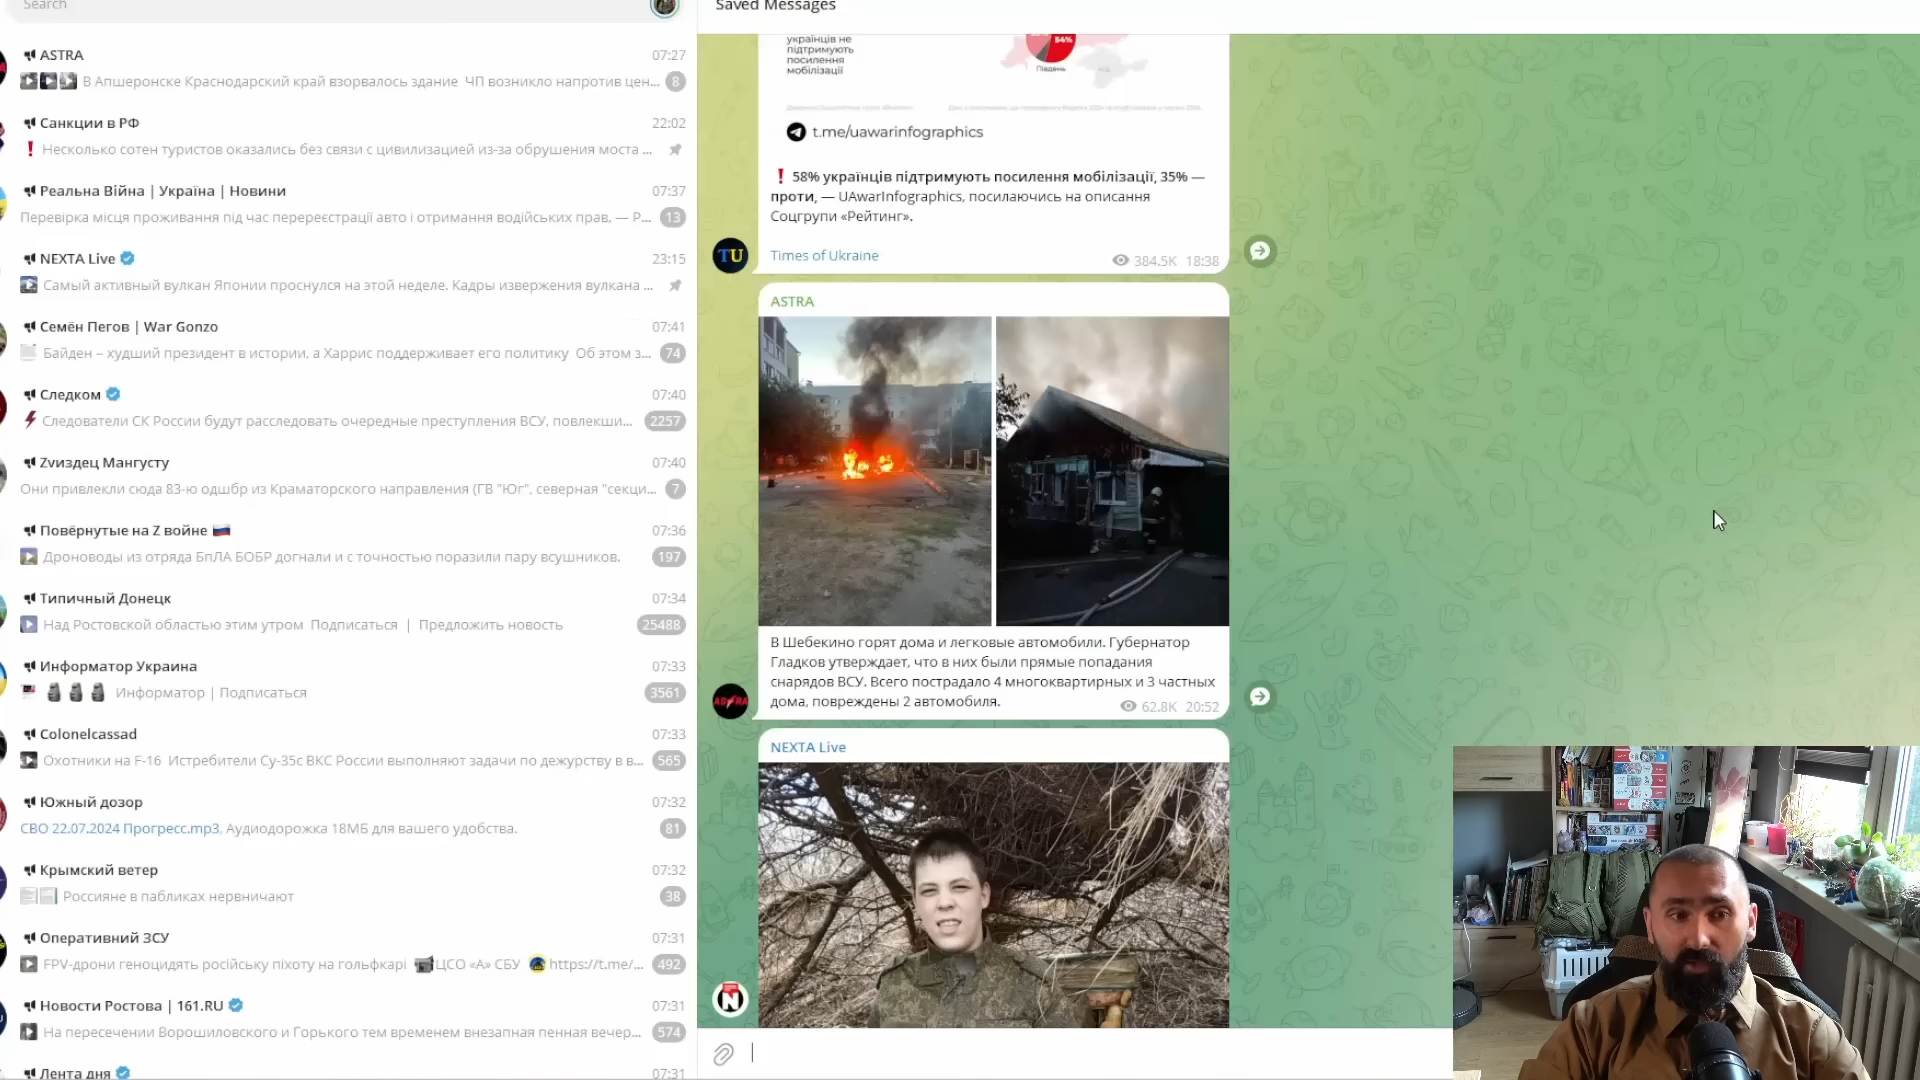 Search
ASTRA
07:27
В Апшеронске Краснодарский край взорвалось здание ЧП возникло напротив цен...
8
Санкции в РФ
22:02
❗ Несколько сотен туристов оказались без связи с цивилизацией из-за обрушения моста ...
Реальна Війна | Україна | Новини
07:37
Перевірка місця проживання під час перереєстрації авто і отримання водійських прав, — Р...
13
NEXTA Live
23:15
Самый активный вулкан Японии проснулся на этой неделе. Кадры извержения вулкана ...
Семён Пегов | War Gonzo
07:41
Байден – худший президент в истории, а Харрис поддерживает его политику Об этом з...
74
Следком
07:40
Следователи СК России будут расследовать очередные преступления ВСУ, повлекши...
2257
Zvиздец Мангусту
07:40
Они привлекли сюда 83-ю одшбр из Краматорского направления (ГВ "Юг", северная "секци...
7
Повёрнутые на Z войне 🇷🇺
07:36
Дроноводы из отряда БпЛА БОБР догнали и с точностью поразили пару всушников.
197
Типичный Донецк
07:34
Над Ростовской областью этим утром Подписаться | Предложить новость
25488
Информатор Украина
07:33
🗿 🗿 🗿 Информатор | Подписаться
3561
Colonelcassad
07:33
Охотники на F-16 Истребители Су-35с ВКС России выполняют задачи по дежурству в в...
565
Южный дозор
07:32
СВО 22.07.2024 Прогресс.mp3, Аудиодорожка 18МБ для вашего удобства.
81
Крымский ветер
07:32
Россияне в пабликах нервничают
38
Оперативний ЗСУ
07:31
FPV-дрони геноцидять російську піхоту на гольфкарі ЦСО «А» СБУ https://t.me/...
492
Новости Ростова | 161.RU
07:31
На пересечении Ворошиловского и Горького тем временем внезапная пенная вечер...
574
Лента дня
07:31
Saved Messages
українців не
підтримують
посилення
мобілізації
54%
Південь
t.me/uawarinfographics
❗ 58% українців підтримують посилення мобілізації, 35% —
проти, — UAwarInfographics, посилаючись на описання
Соцгрупи «Рейтинг».
TU
Times of Ukraine
384.5K 18:38
ASTRA
В Шебекино горят дома и легковые автомобили. Губернатор
Гладков утверждает, что в них были прямые попадания
снарядов ВСУ. Всего пострадало 4 многоквартирных и 3 частных
дома, повреждены 2 автомобиля.
62.8K 20:52
ASTRA
NEXTA Live
N